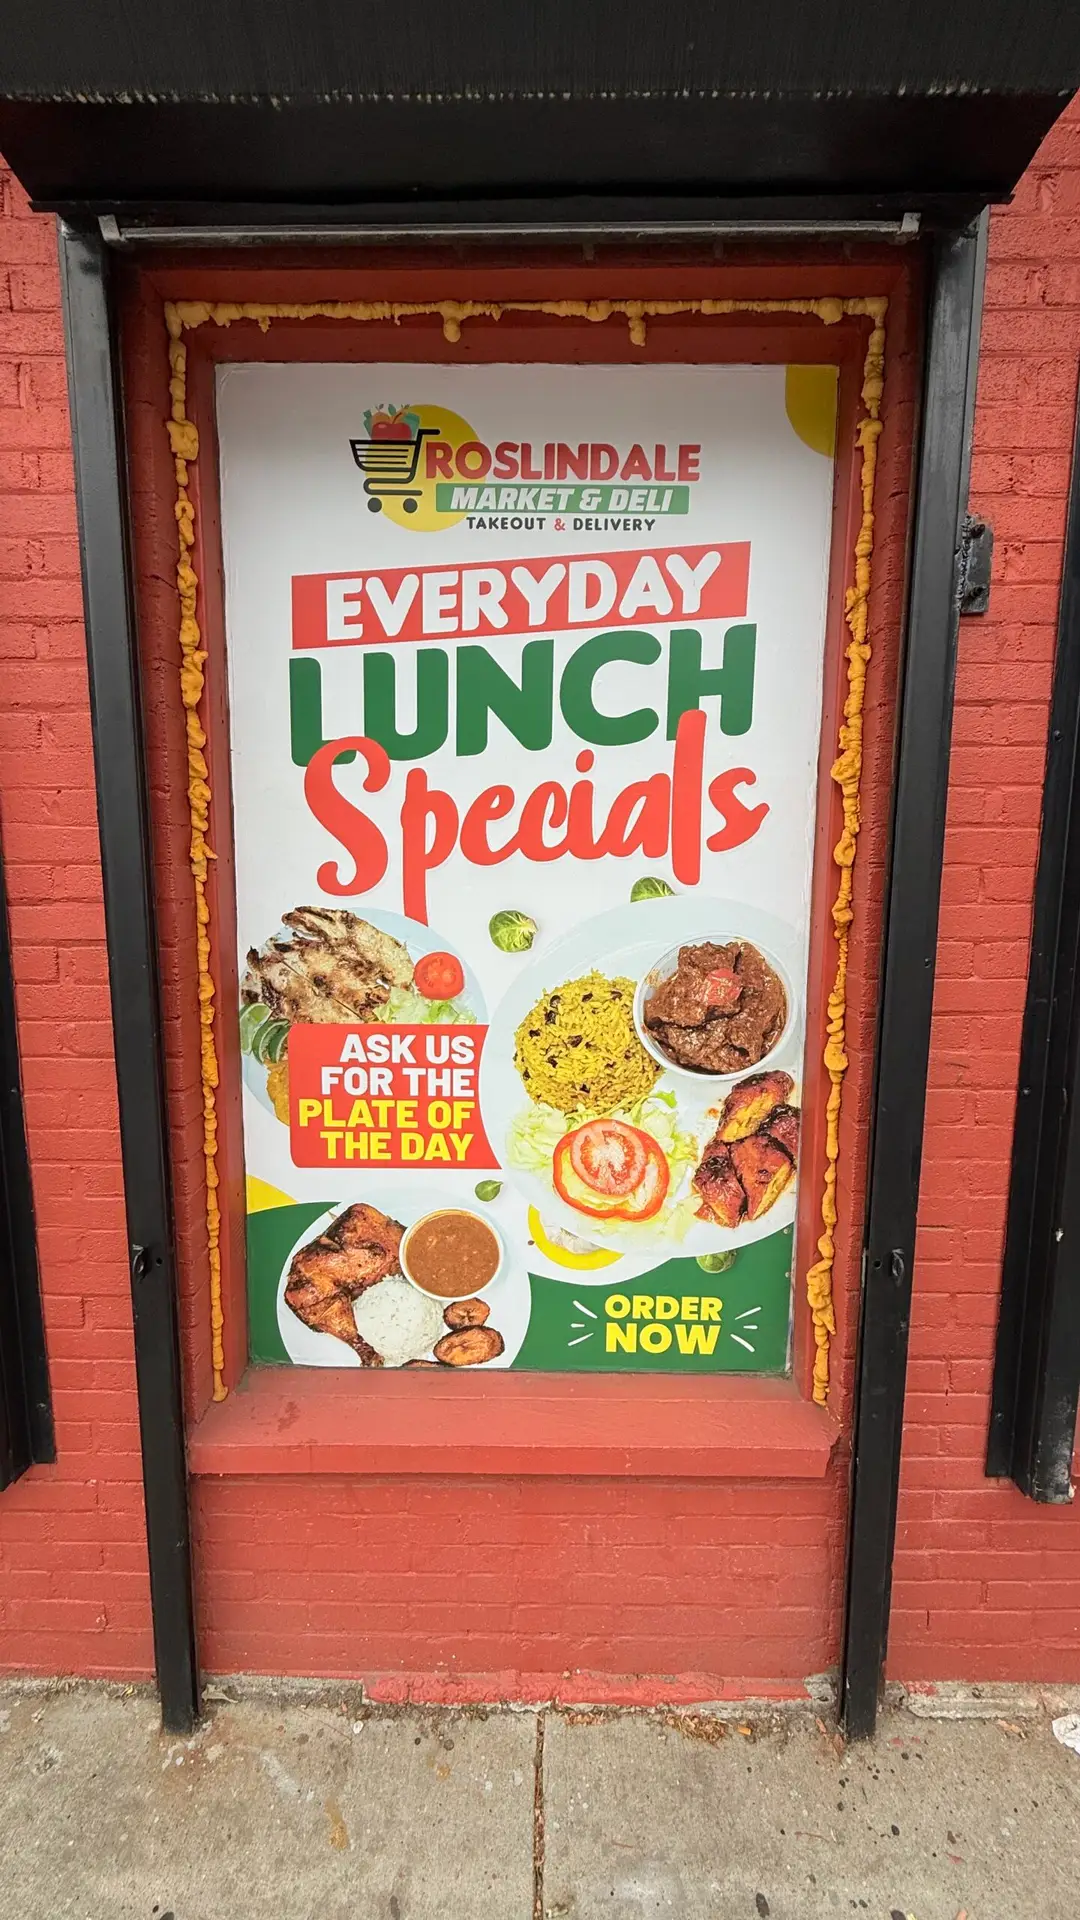 ROSLINDALE
MARKET & DELI
TAKEOUT & DELIVERY
EVERYDAY
LUNCH
Specials
ASK US
FOR THE
PLATE OF
THE DAY
ORDER
NOW